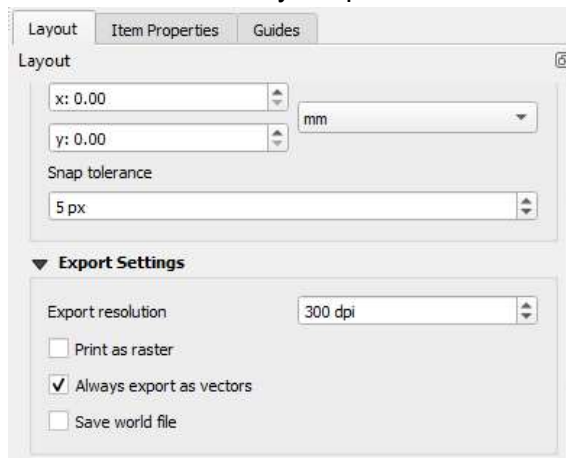 Layout Item Properties Guides
Layout
x: 0.00
mm
y: 0.00
Snap tolerance
5 px
Export Settings
Export resolution 300 dpi
Print as raster
Always export as vectors
Save world file